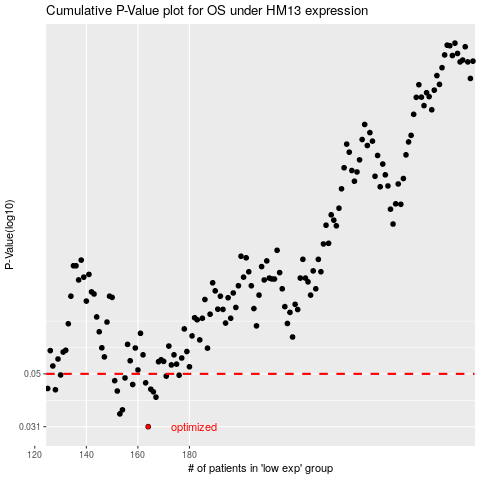 Cumulative P-Value plot for OS under HM13 expression
P-Value(log10)
0.05
0.031
optimized
120 140 160 180
# of patients in 'low exp' group